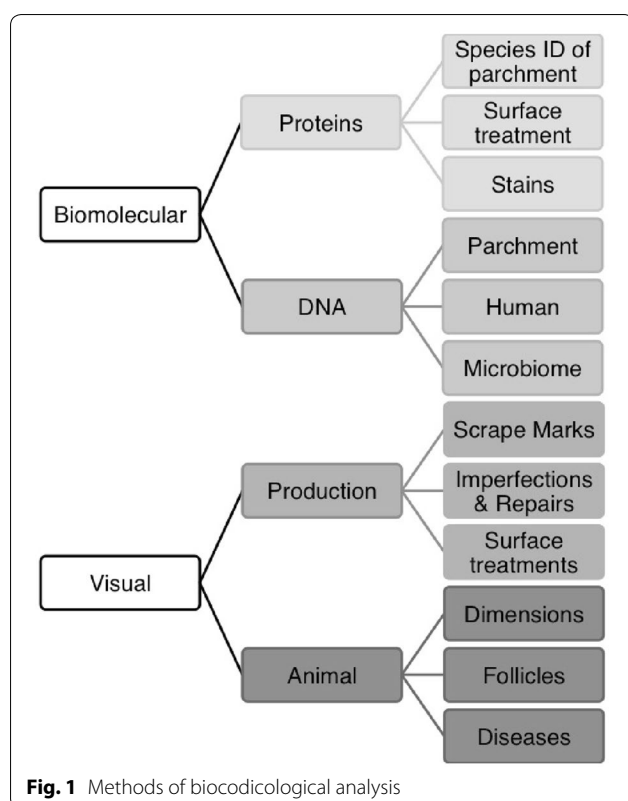 Biomolecular
Proteins
Species ID of
parchment
Surface
treatment
Stains
DNA
Parchment
Human
Microbiome
Visual
Production
Scrape Marks
Imperfections
& Repairs
Surface
treatments
Animal
Dimensions
Follicles
Diseases
Fig. 1 Methods of biocodicological analysis